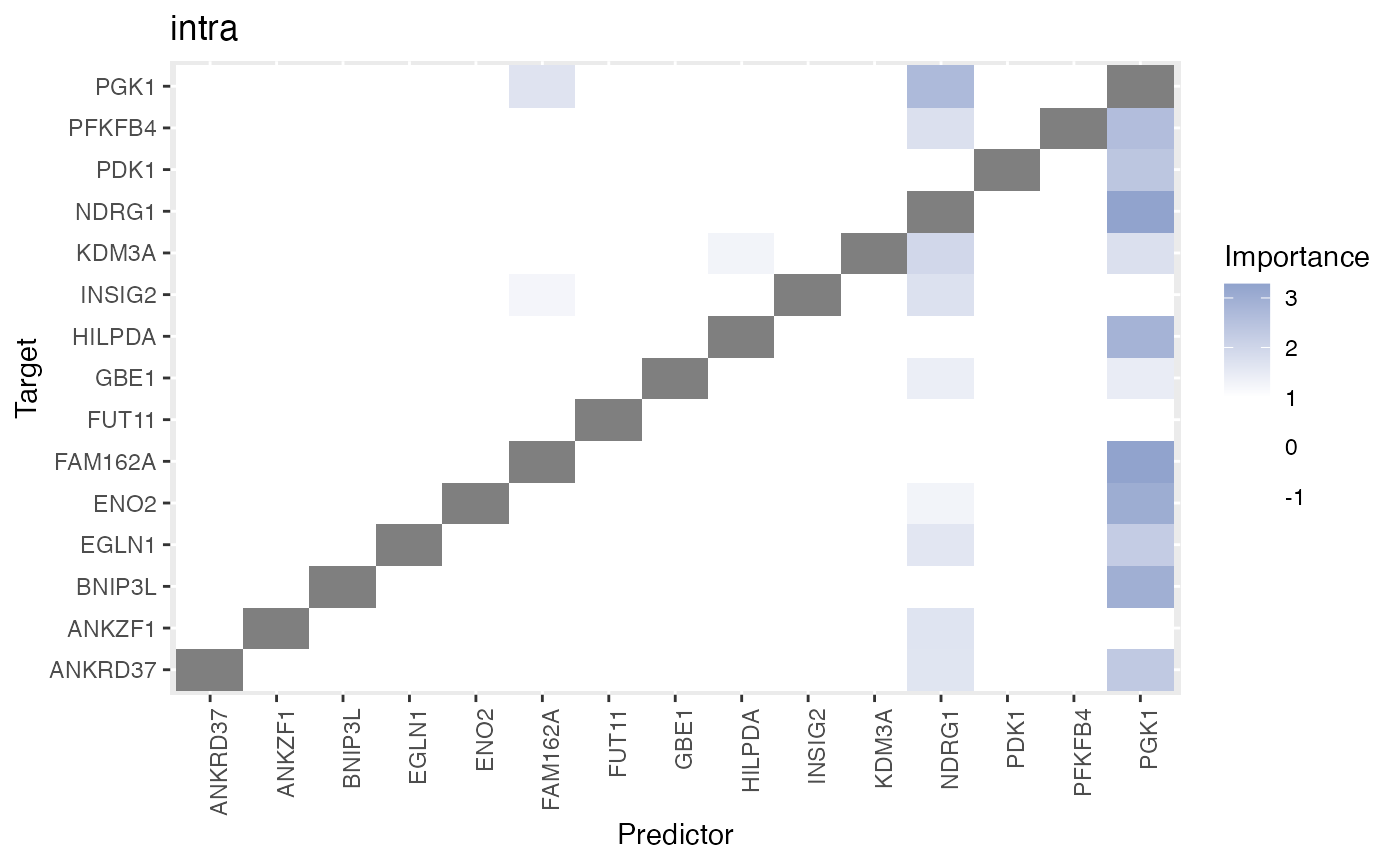 intra
PGK1
PFKFB4
PDK1
NDRG1
KDM3A
INSIG2
HILPDA
GBE1
FUT11
FAM162A
ENO2
EGLN1
BNIP3L
ANKZF1
ANKRD37
Target
ANKRD37
ANKZF1
BNIP3L
EGLN1
ENO2
FAM162A
FUT11
GBE1
HILPDA
INSIG2
KDM3A
NDRG1
PDK1
PFKFB4
PGK1
Predictor
Importance
3
2
1
0
-1